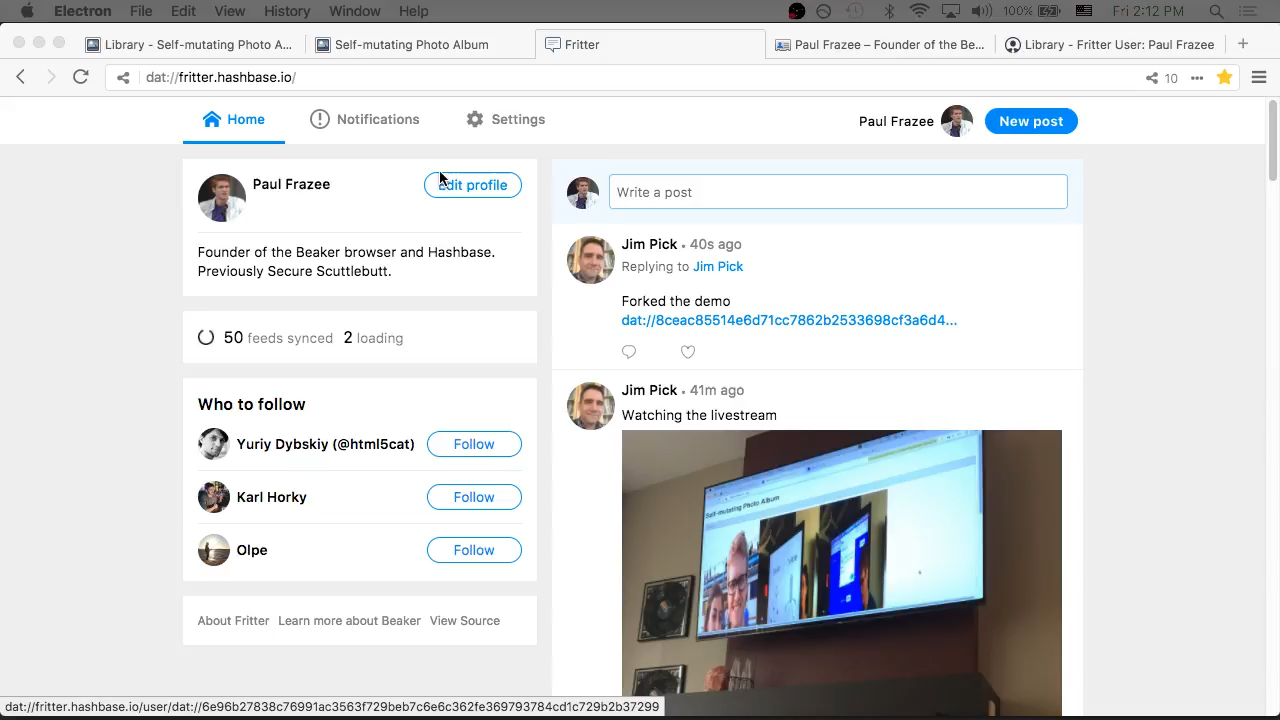 Electron File Edit View History Window Help 100% Fri 2:12 PM
Library - Self-mutating Photo A... Self-mutating Photo Album Fritter Paul Frazee – Founder of the Be... Library - Fritter User: Paul Frazee
dat://fritter.hashbase.io/ 10
Home Notifications Settings Paul Frazee New post
Paul Frazee Edit profile
Founder of the Beaker browser and Hashbase.
Previously Secure Scuttlebutt.
50 feeds synced 2 loading
Who to follow
Yuriy Dybskiy (@html5cat) Follow
Karl Horky Follow
Olpe Follow
About Fritter Learn more about Beaker View Source
Write a post
Jim Pick • 40s ago
Replying to Jim Pick
Forked the demo
dat://8ceac85514e6d71cc7862b2533698cf3a6d4...
Jim Pick • 41m ago
Watching the livestream
Self-mutating Photo Album
dat://fritter.hashbase.io/user/dat://6e96b27838c76991ac3563f729beb7c6e6c362fe369793784cd1c729b2b37299